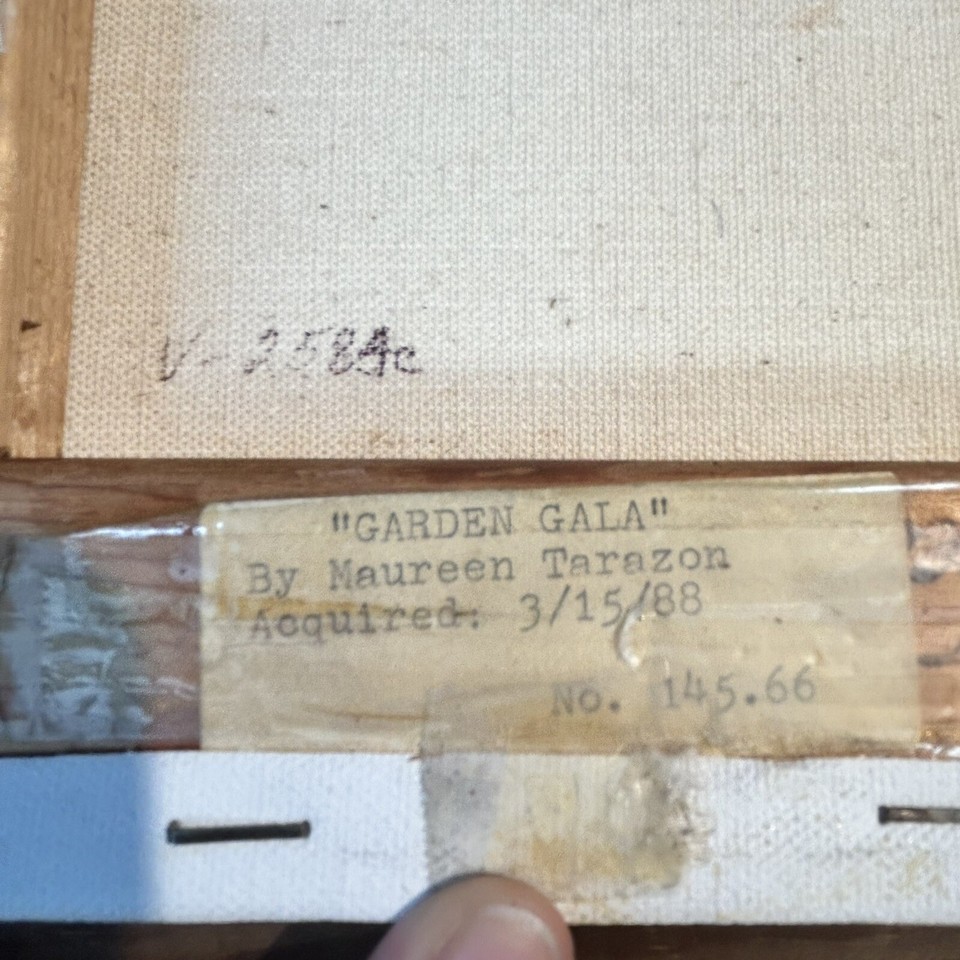 V-2584c
"GARDEN GALA"
By Maureen Tarazon
Acquired: 3/15/88
No. 145.66